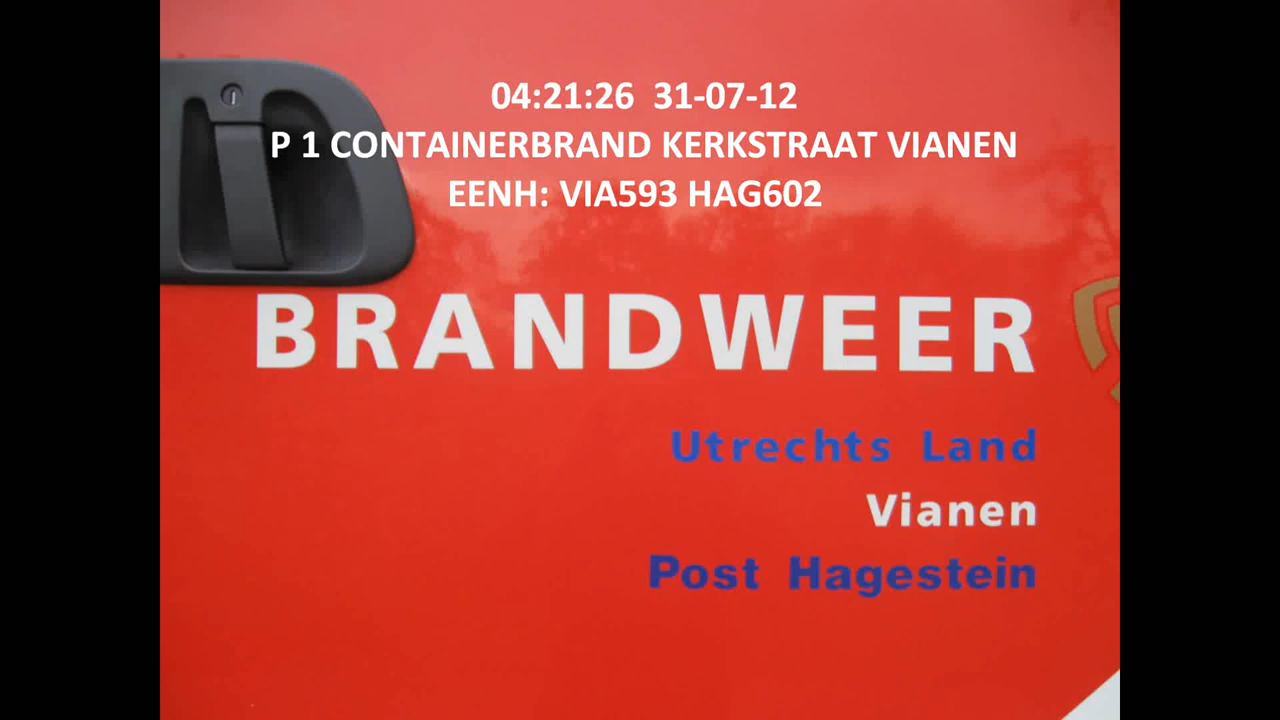 04:21:26 31-07-12
P 1 CONTAINERBRAND KERKSTRAAT VIANEN
EENH: VIA593 HAG602
BRANDWEER
Utrechts Land
Vianen
Post Hagestein